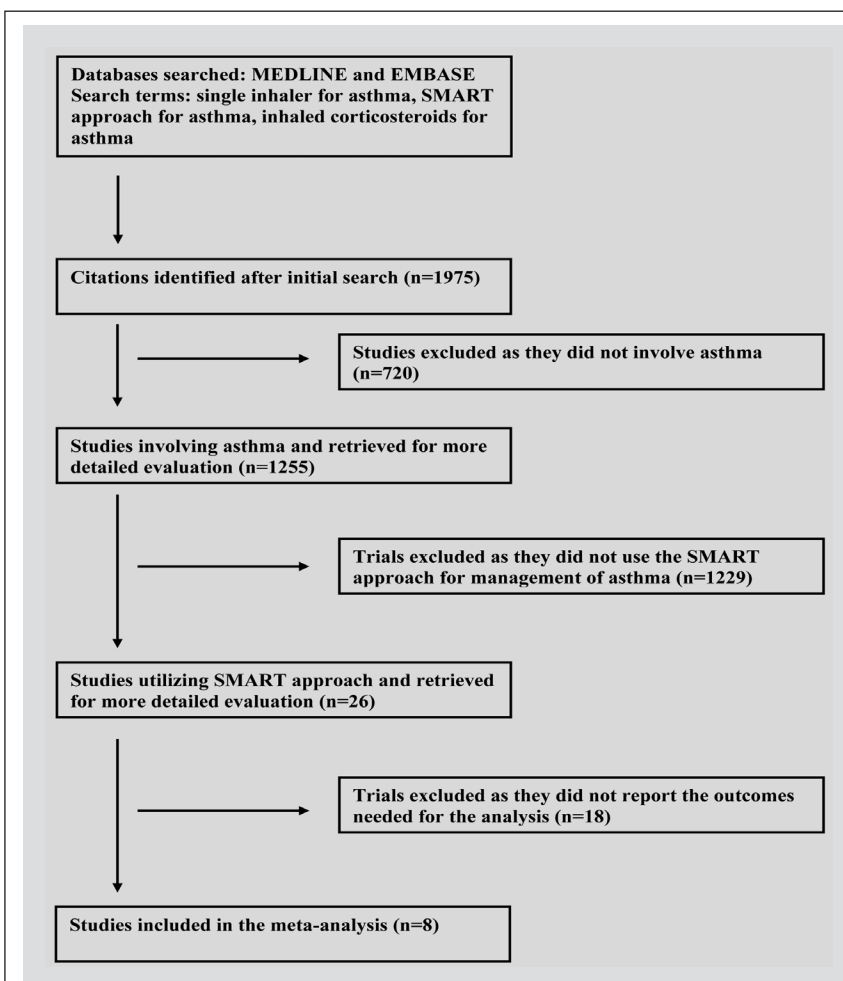 Databases searched: MEDLINE and EMBASE
Search terms: single inhaler for asthma, SMART
approach for asthma, inhaled corticosteroids for
asthma
Citations identified after initial search (n=1975)
Studies excluded as they did not involve asthma
(n=720)
Studies involving asthma and retrieved for more
detailed evaluation (n=1255)
Trials excluded as they did not use the SMART
approach for management of asthma (n=1229)
Studies utilizing SMART approach and retrieved
for more detailed evaluation (n=26)
Trials excluded as they did not report the outcomes
needed for the analysis (n=18)
Studies included in the meta-analysis (n=8)